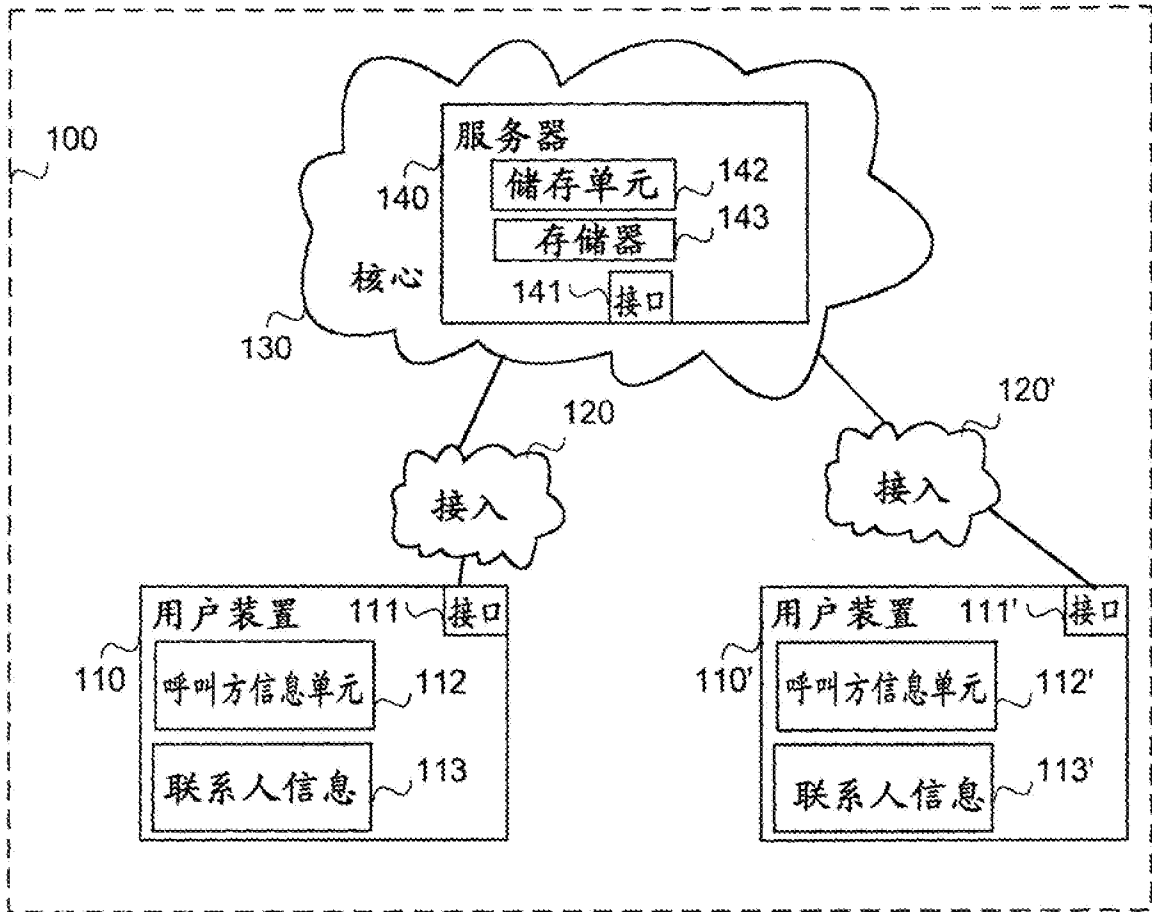 100
服务器
140
储存单元
142
存储器
143
核心
141
接口
130
120
接入
120'
接入
用户装置
111
接口
110
呼叫方信息单元
112
联系人信息
113
用户装置
111'
接口
110'
呼叫方信息单元
112'
联系人信息
113'